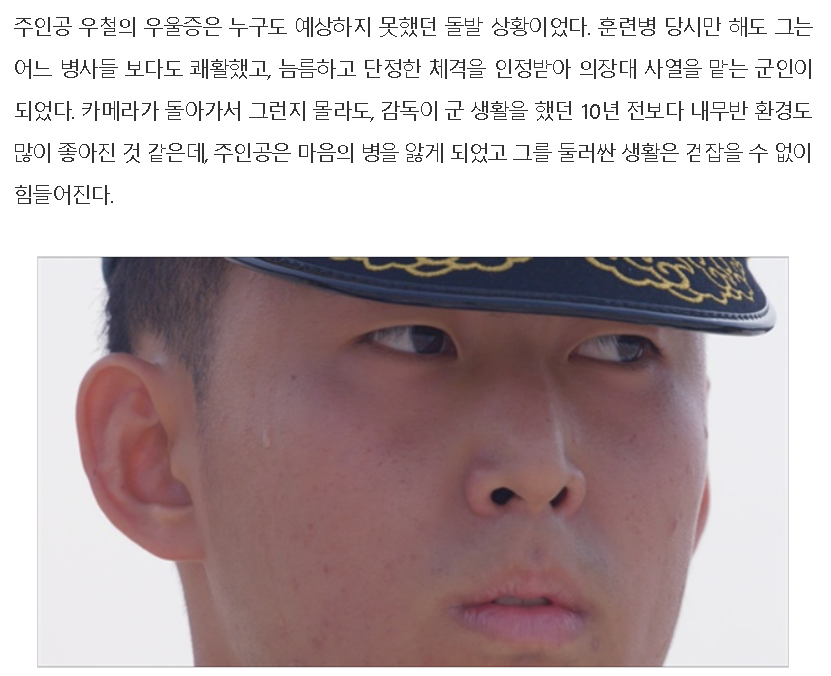 주인공 우철의 우울증은 누구도 예상하지 못했던 돌발 상황이었다. 훈련병 당시만 해도 그는
어느 병사들 보다도 쾌활했고, 늠름하고 단정한 체격을 인정받아 의장대 사열을 맡는 군인이
되었다. 카메라가 돌아가서 그런지 몰라도, 감독이 군 생활을 했던 10년 전보다 내무반 환경도
많이 좋아진 것 같은데, 주인공은 마음의 병을 앓게 되었고 그를 둘러싼 생활은 걷잡을 수 없이
힘들어진다.